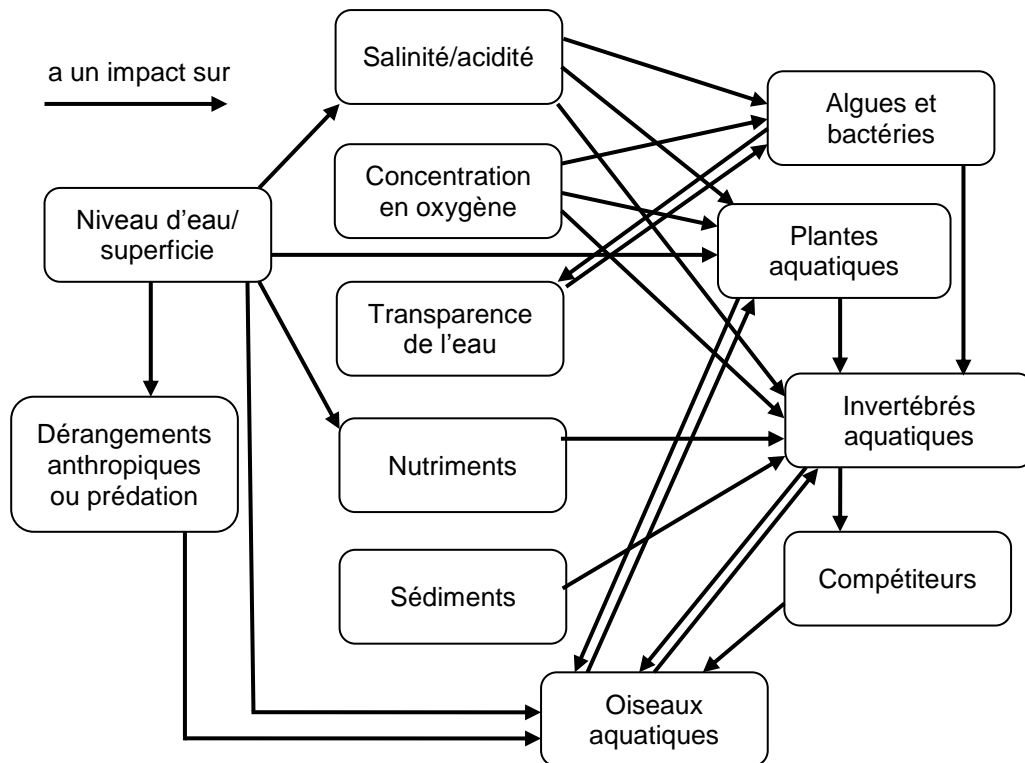 a un impact sur
Salinité/acidité
Algues et
bactéries
Concentration
en oxygène
Niveau d'eau/
superficie
Plantes
aquatiques
Transparence
de l'eau
Dérangements
anthropiques
ou prédation
Nutriments
Invertébrés
aquatiques
Sédiments
Compétiteurs
Oiseaux
aquatiques